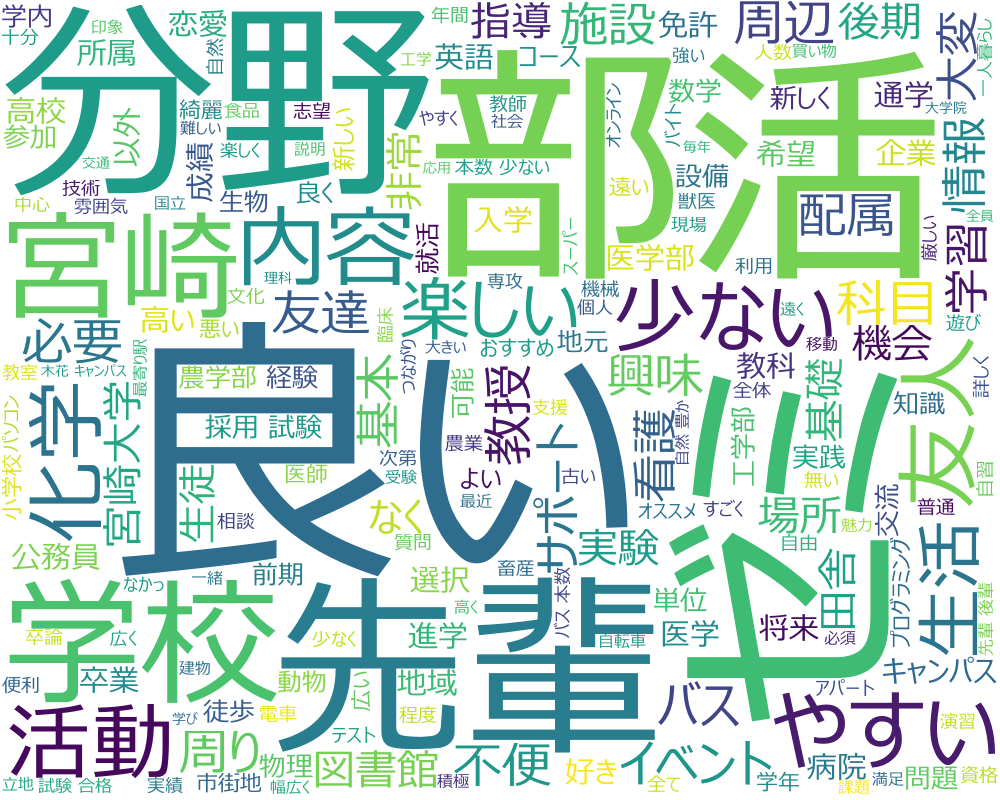 学内
十分
印象
恋愛
所属
自然
分野
年間
指導
英語
工学
コース
施設
免許
強い
周辺
人数
買い物
後期
大変
一人暮らし
高校
参加
以外
綺麗
難しい
食品
楽しく
志望
新しい
説明
交通
非常
やすく
教師
社会
部活
オンライン
数学
バイト
毎年
新しく
通学
希望
企業
情報
大学院
全員
技術
中心
雰囲気
国立
成績
生物
良く
応用
本数 少ない
遠い
設備
獣医
現場
配属
厳しい
宮崎
内容
理科
文化
就活
入学
専攻
スーパー
医学部
利用
学習
必要
高い
悪い
友達
臨床
楽しい
機械
個人
少ない
遠く
科目
機会
遊び
移動
教室
木花 キャンパス
最寄り駅
農学部
経験
つながり
大きい
おすすめ
地元
興味
教科
全体
詳しく
友人
小学校
パソコン
化学
宮崎大学
採用 試験
基本
可能
教授
支援
看護
工学部
基礎
知識
実践
良い
生徒
医師
次第
受験
農業
最近
よい
古い
サポート
オススメ
すごく
無い
ゼミ
場所
魅力
交流
普通
自習
公務員
相談
なく
質問
実験
自由
なかっ
一緒
前期
選択
畜産
バス 本数
単位
田舎
プログラミング
生活
先輩 後輩
学校
卒論
広く
先輩
少なく
高く
進学
自転車
医学
将来
必須
便利
卒業
建物
動物
広い
地域
バス
アパート
キャンパス
活動
学び
徒歩
電車
テスト
程度
やすい
演習
周り
物理
図書館
不便
イベント
病院
立地
試験 合格
実績
市街地
幅広く
積極
好き
全て
学年
課題
満足
問題
資格